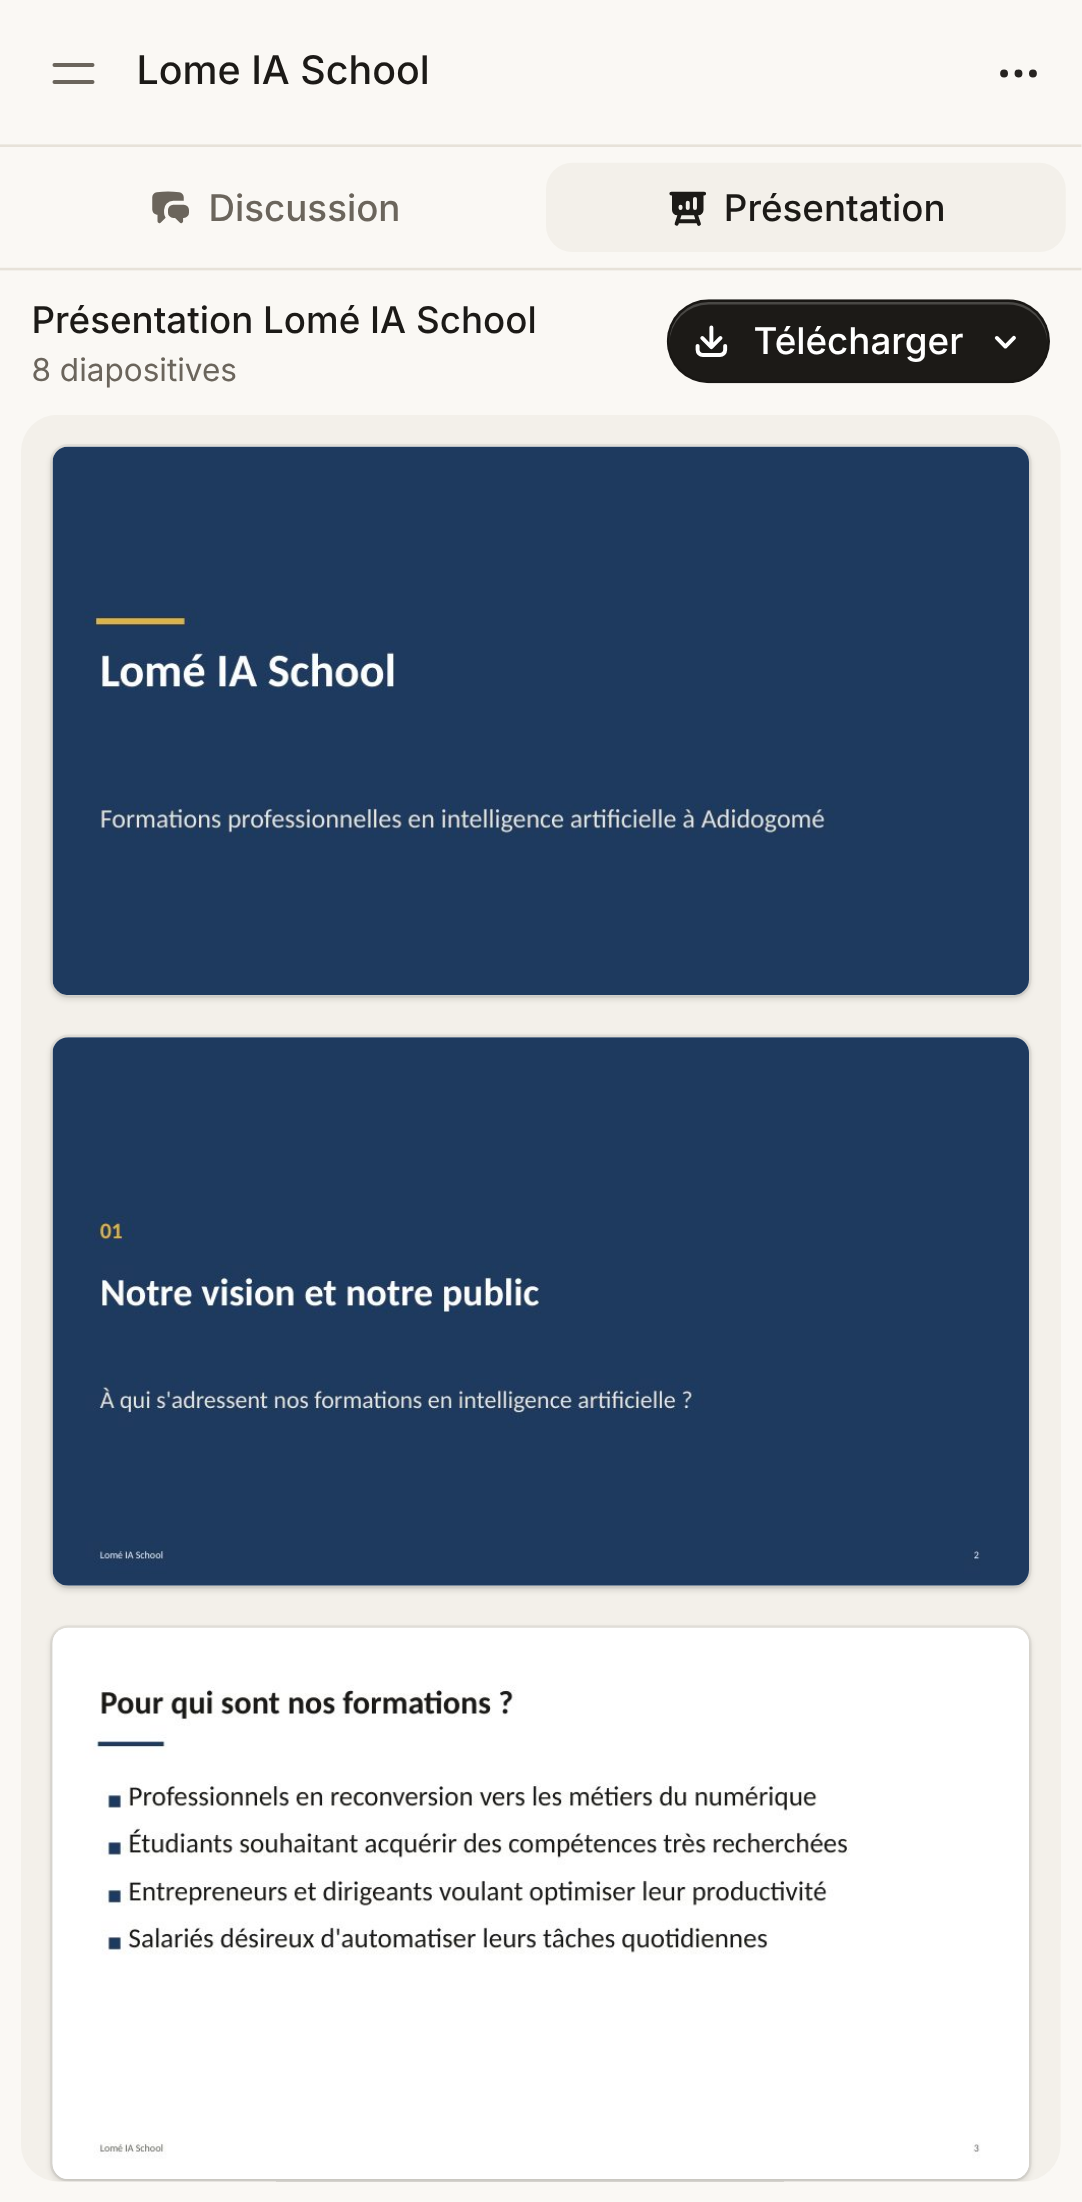 Lome IA School
Discussion
Présentation
Présentation Lomé IA School
8 diapositives
Télécharger
Lomé IA School
Formations professionnelles en intelligence artificielle à Adidogomé
01
Notre vision et notre public
À qui s'adressent nos formations en intelligence artificielle ?
Lomé IA School
2
Pour qui sont nos formations ?
Professionnels en reconversion vers les métiers du numérique
Étudiants souhaitant acquérir des compétences très recherchées
Entrepreneurs et dirigeants voulant optimiser leur productivité
Salariés désireux d'automatiser leurs tâches quotidiennes
Lomé IA School
3